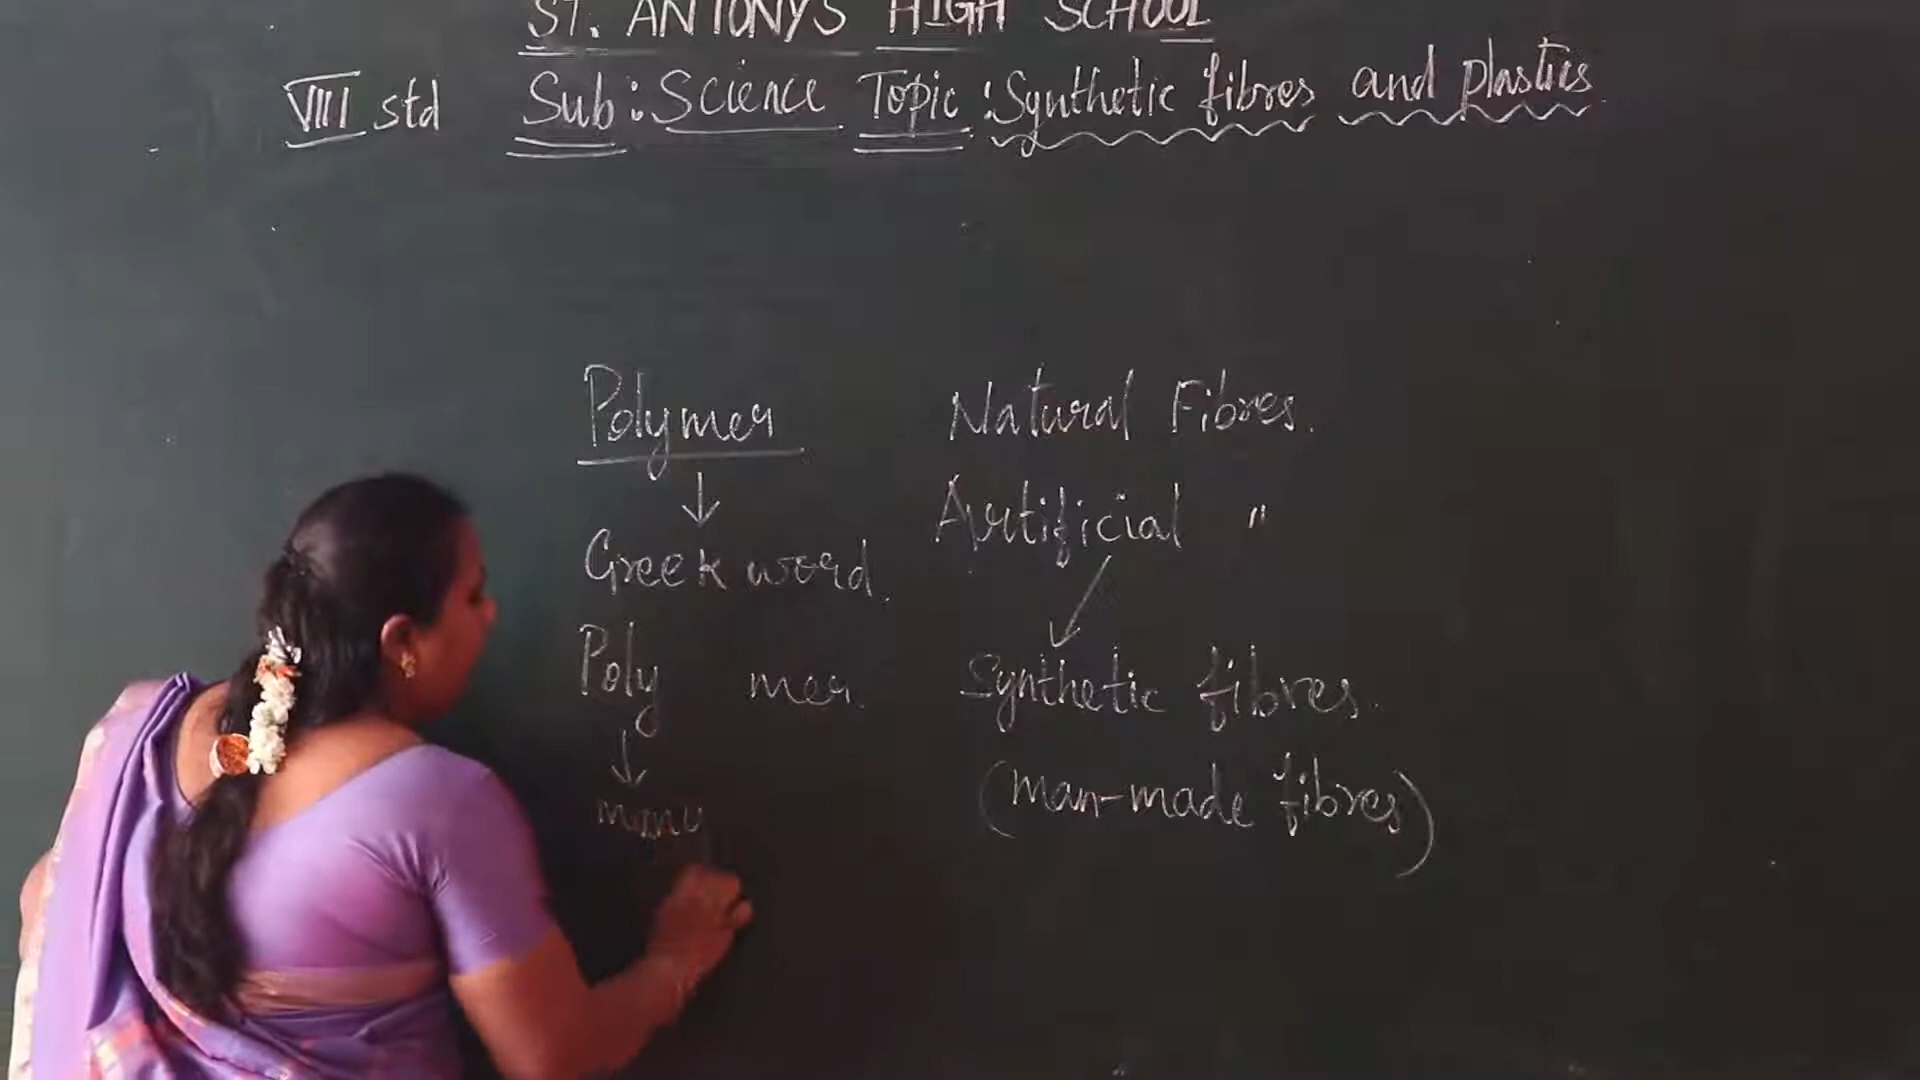 ST. ANTONYS HIGH SCHOOL
VIII std Sub: Science Topic: Synthetic fibres and plastics
Polymer
Greek word.
Poly mer.
many
Natural Fibres.
Artificial "
Synthetic fibres.
(man-made fibres)